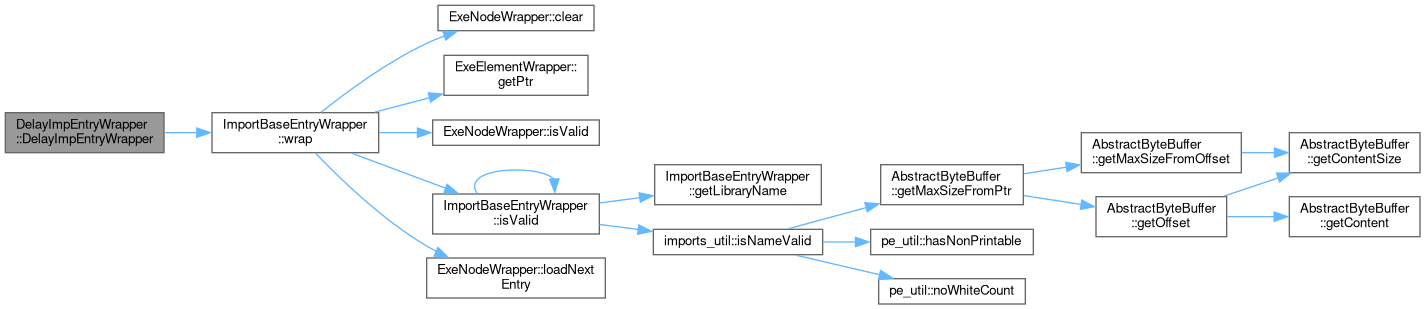 DelayImpEntryWrapper
::DelayImpEntryWrapper
ImportBaseEntryWrapper
::wrap
ExeNodeWrapper::clear
ExeElementWrapper::
getPtr
ExeNodeWrapper::isValid
ImportBaseEntryWrapper
::isValid
ExeNodeWrapper::loadNext
Entry
ImportBaseEntryWrapper
::getLibraryName
imports_util::isNameValid
AbstractByteBuffer
::getMaxSizeFromPtr
pe_util::hasNonPrintable
pe_util::noWhiteCount
AbstractByteBuffer
::getMaxSizeFromOffset
AbstractByteBuffer
::getOffset
AbstractByteBuffer
::getContentSize
AbstractByteBuffer
::getContent